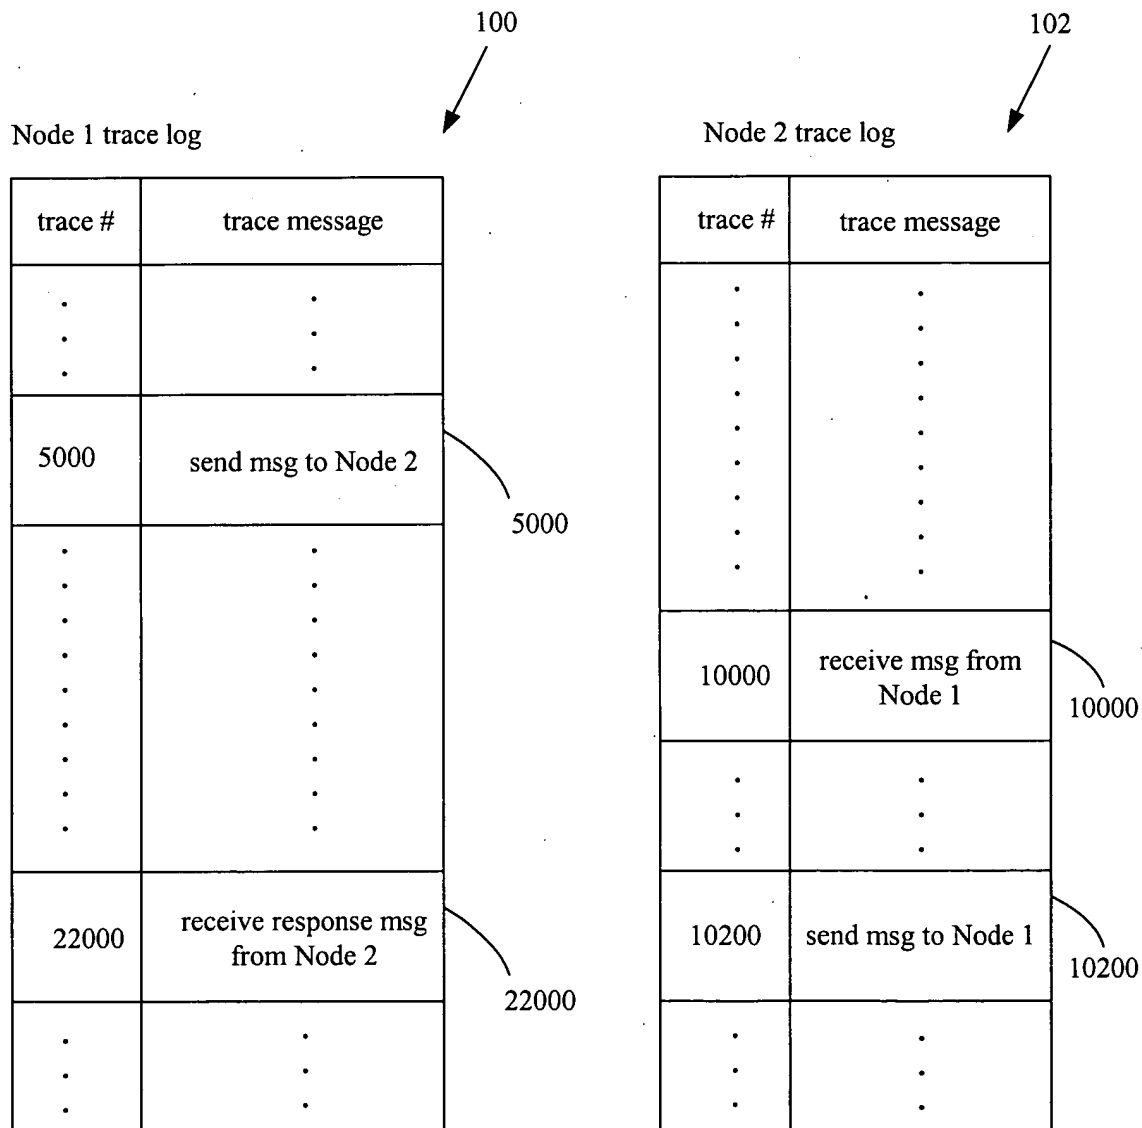 100
102
Node 1 trace log
Node 2 trace log
trace #
trace message
5000
send msg to Node 2
5000
22000
receive response msg
from Node 2
22000
trace #
trace message
10000
receive msg from
Node 1
10000
10200
send msg to Node 1
10200